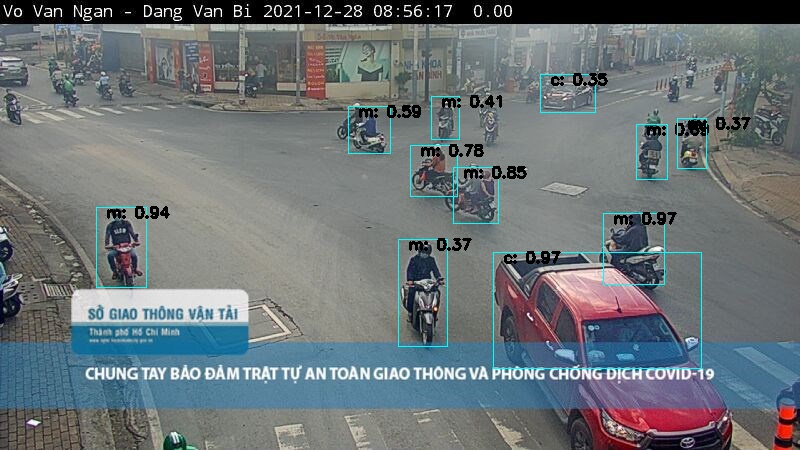 Vo Van Ngan - Dang Van Bi 2021-12-28 08:56:17 0.00
c: 0.35
m: 0.59
m: 0.41
m: 0.37
m: 0.78
m: 0.85
m: 0.94
m: 0.97
m: 0.37
c: 0.97
SỞ GIAO THÔNG VẬN TẢI
Thành phố Hồ Chí Minh
CHUNG TAY BẢO ĐẢM TRẬT TỰ AN TOÀN GIAO THÔNG VÀ PHÒNG CHỐNG DỊCH COVID-19